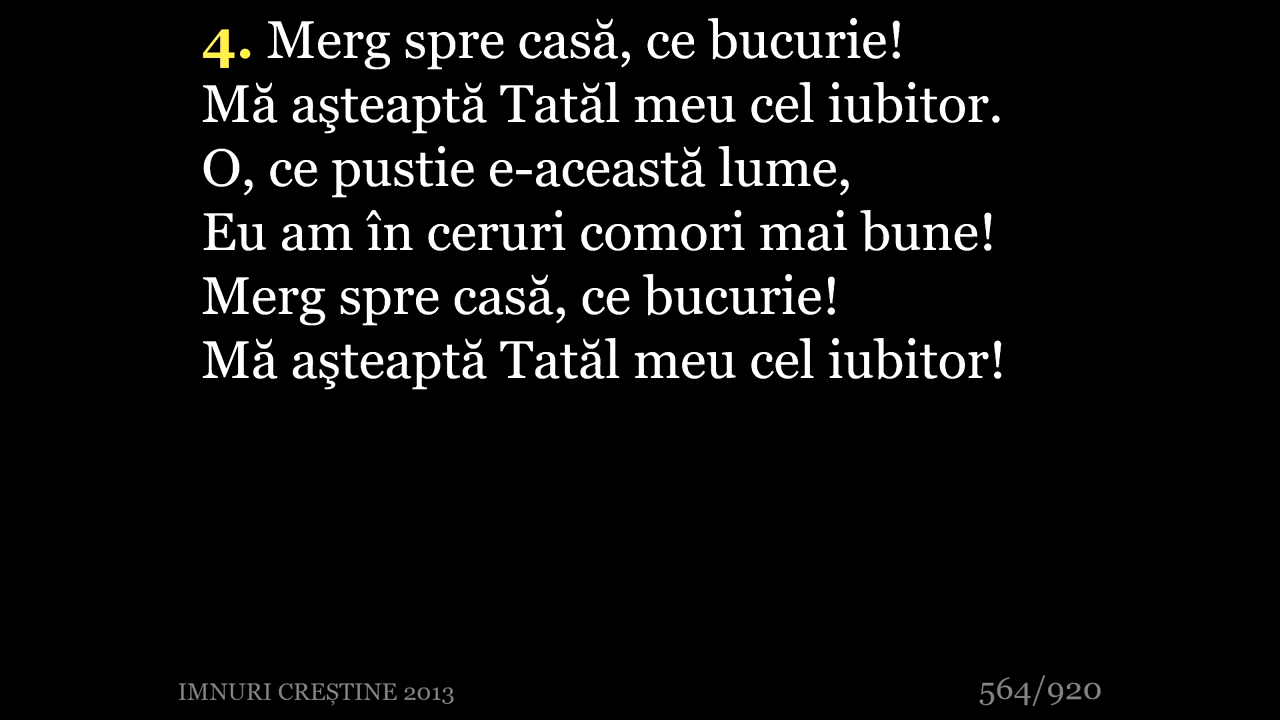 4. Merg spre casă, ce bucurie!
Mă aşteaptă Tatăl meu cel iubitor.
O, ce pustie e-această lume,
Eu am în ceruri comori mai bune!
Merg spre casă, ce bucurie!
Mă aşteaptă Tatăl meu cel iubitor!
IMNURI CREȘTINE 2013 564/920